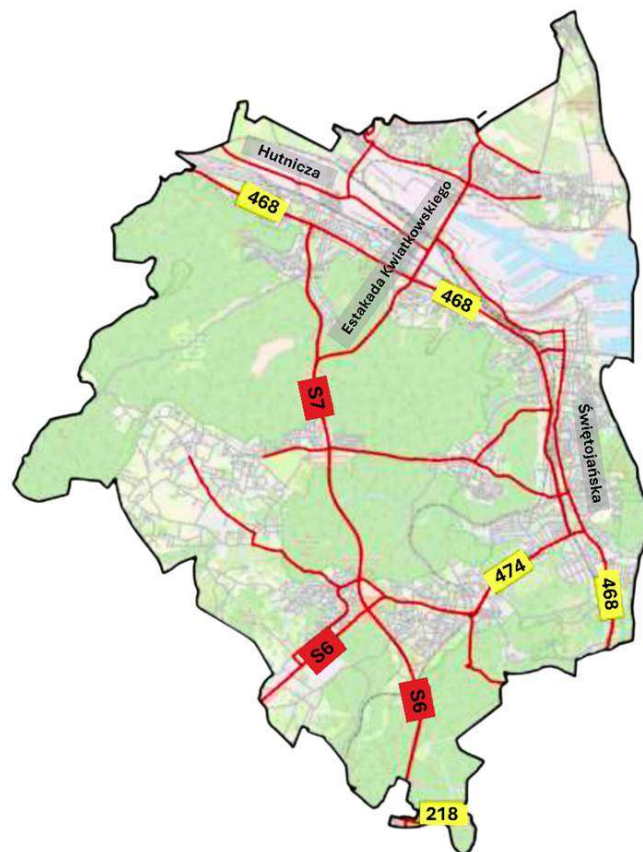 Hutnicza
468
Estakada Kwiatkowskiego
468
S7
Świętojańska
474
468
S6
S6
218